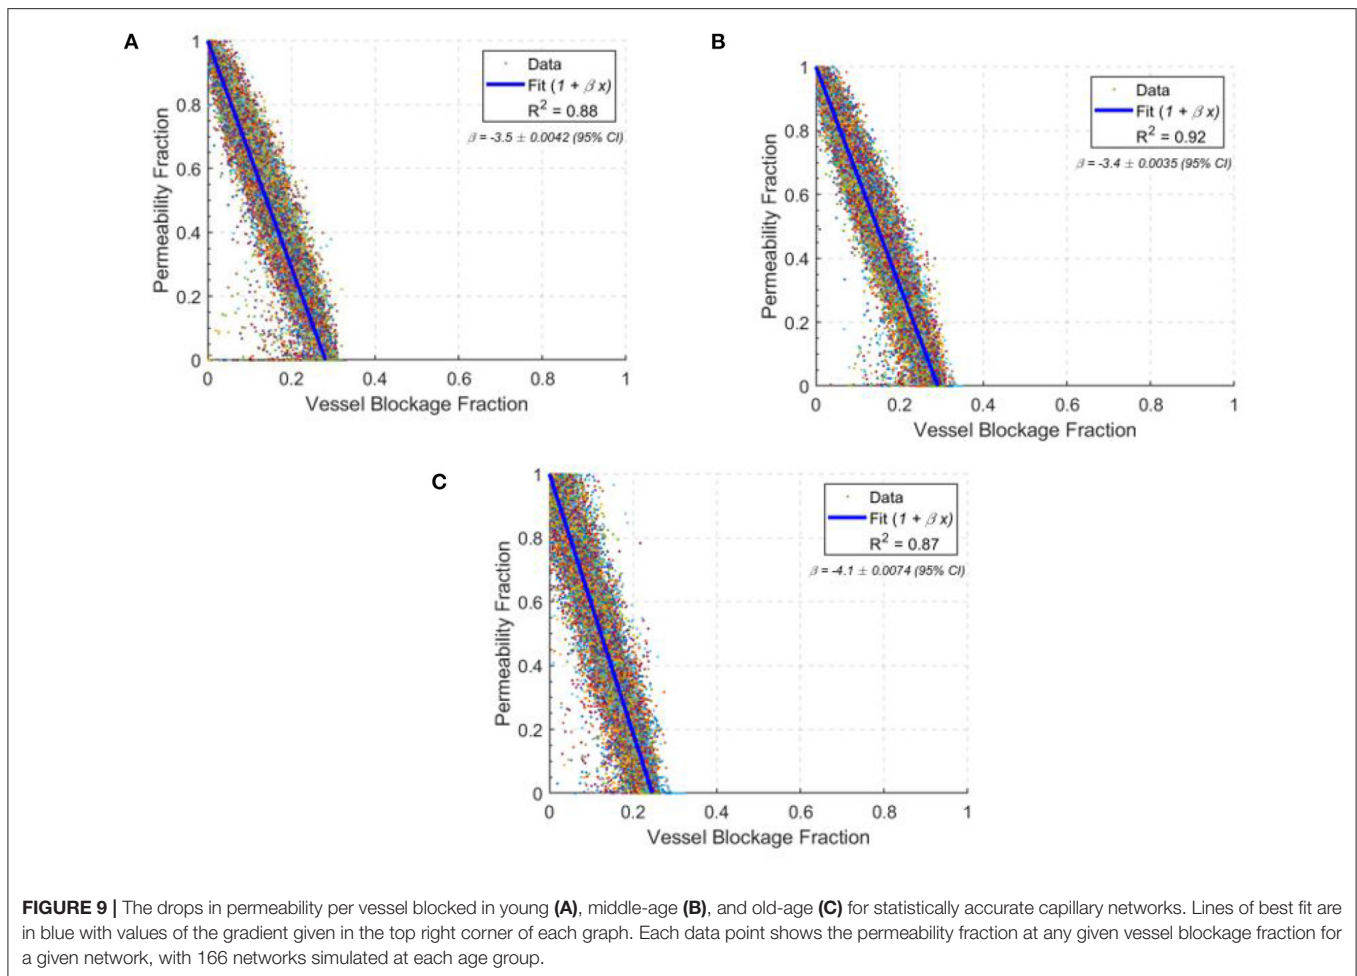 A
1
0.8
0.6
0.4
0.2
0
0 0.2 0.4 0.6 0.8 1
Permeability Fraction
Vessel Blockage Fraction
Data
Fit (1 + β x)
R² = 0.88
β = -3.5 ± 0.0042 (95% CI)
B
1
0.8
0.6
0.4
0.2
0
0 0.2 0.4 0.6 0.8 1
Permeability Fraction
Vessel Blockage Fraction
Data
Fit (1 + β x)
R² = 0.92
β = -3.4 ± 0.0035 (95% CI)
C
1
0.8
0.6
0.4
0.2
0
0 0.2 0.4 0.6 0.8 1
Permeability Fraction
Vessel Blockage Fraction
Data
Fit (1 + β x)
R² = 0.87
β = -4.1 ± 0.0074 (95% CI)
FIGURE 9 | The drops in permeability per vessel blocked in young (A), middle-age (B), and old-age (C) for statistically accurate capillary networks. Lines of best fit are
in blue with values of the gradient given in the top right corner of each graph. Each data point shows the permeability fraction at any given vessel blockage fraction for
a given network, with 166 networks simulated at each age group.